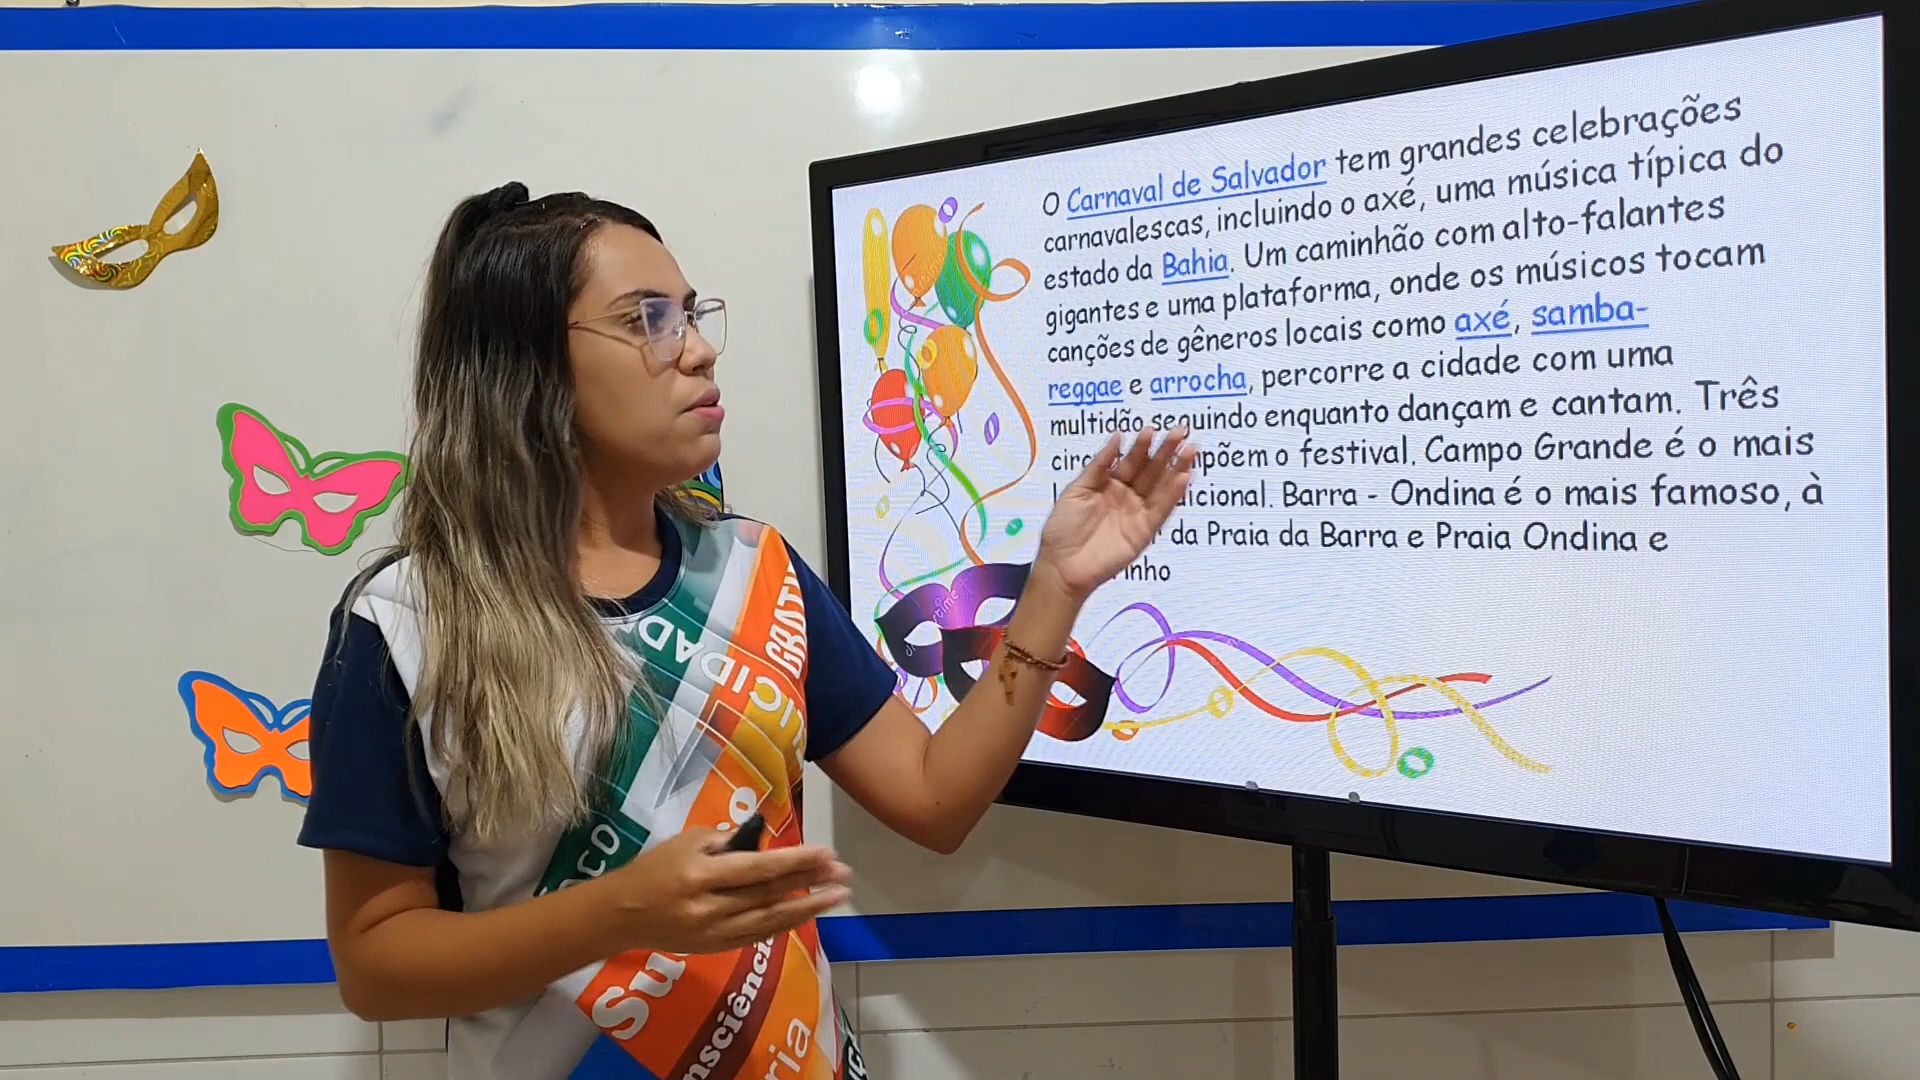 O Carnaval de Salvador tem grandes celebrações
carnavalescas, incluindo o axé, uma música típica do
estado da Bahia. Um caminhão com alto-falantes
gigantes e uma plataforma, onde os músicos tocam
canções de gêneros locais como axé, samba-
reggae e arrocha, percorre a cidade com uma
multidão seguindo enquanto dançam e cantam. Três
festival. Campo Grande é o mais
Barra - Ondina é o mais famoso, à
da Praia da Barra e Praia Ondina e